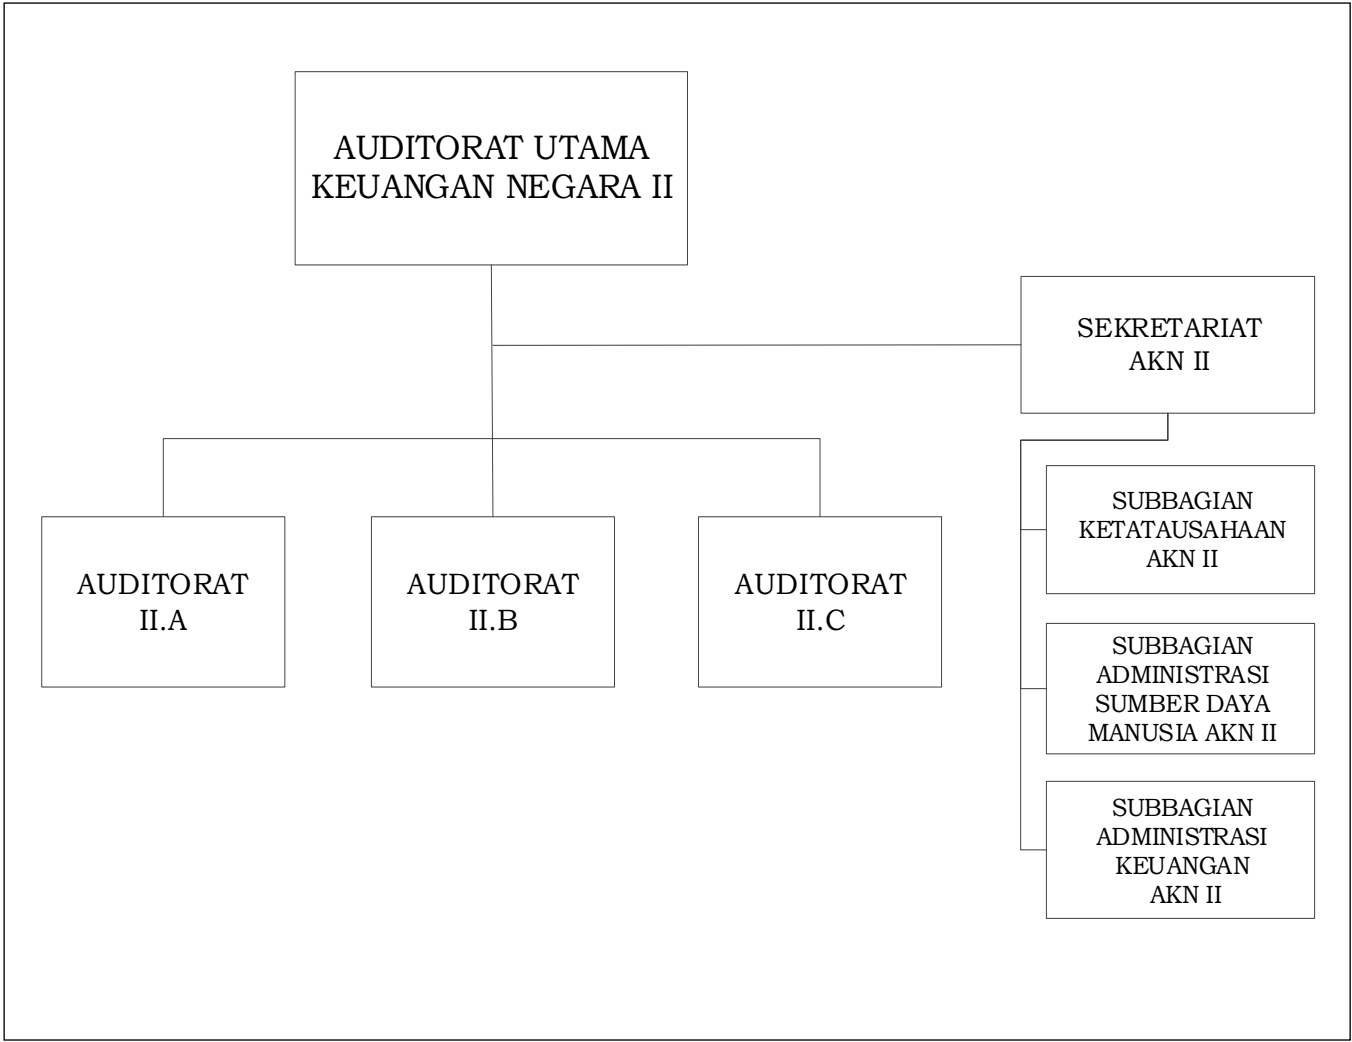 AUDITORAT UTAMA
KEUANGAN NEGARA II
SEKRETARIAT
AKN II
AUDITORAT
II.A
AUDITORAT
II.B
AUDITORAT
II.C
SUBBAGIAN
KETATAUSAHAAN
AKN II
SUBBAGIAN
ADMINISTRASI
SUMBER DAYA
MANUSIA AKN II
SUBBAGIAN
ADMINISTRASI
KEUANGAN
AKN II